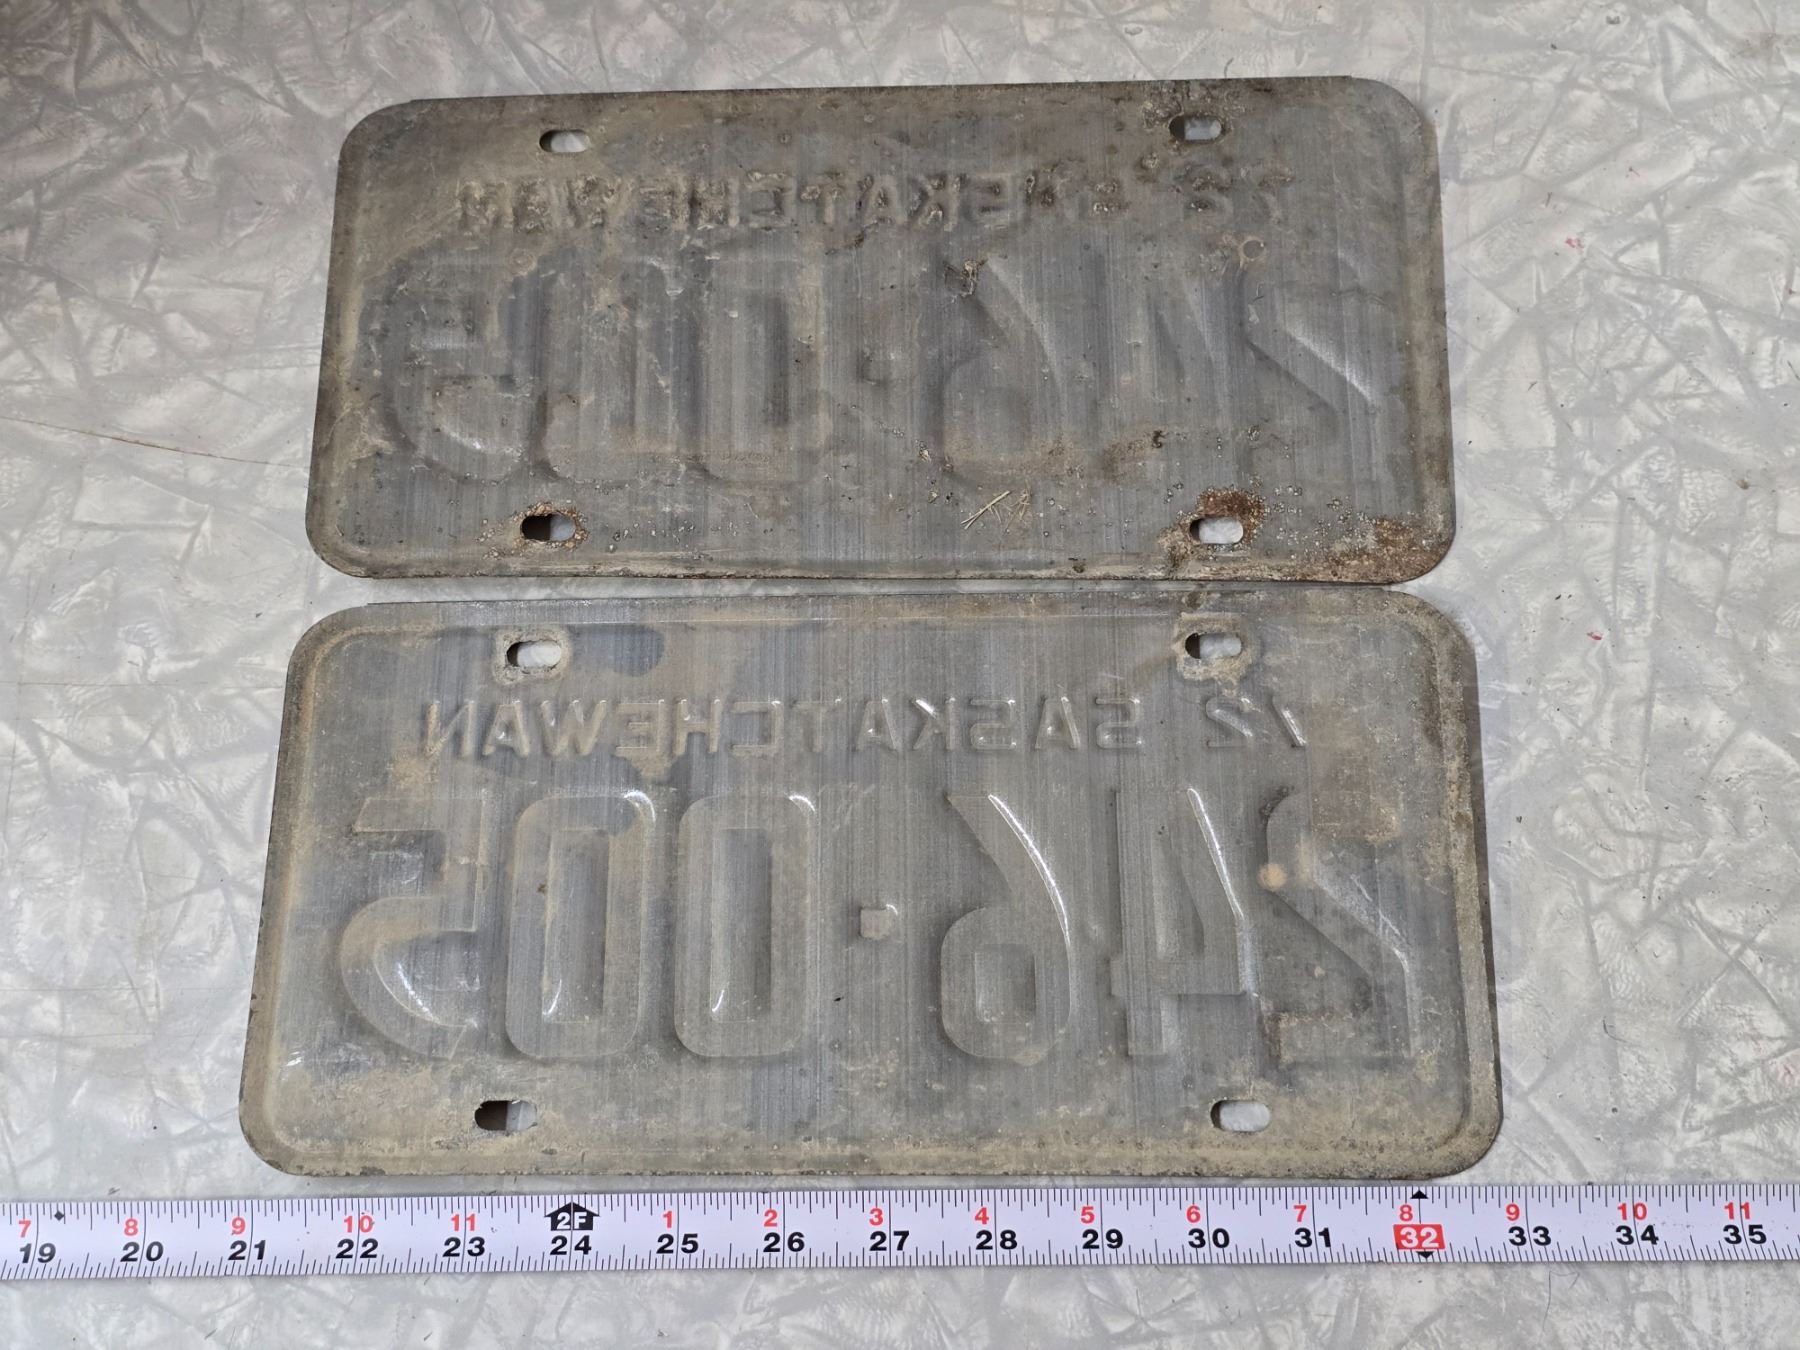 72 SASKATCHEWAN
246-005
72 SASKATCHEWAN
246-005
7 8 9 10 11 2F 1 2 3 4 5 6 7 8 9 10 11
19 20 21 22 23 24 25 26 27 28 29 30 31 32 33 34 35